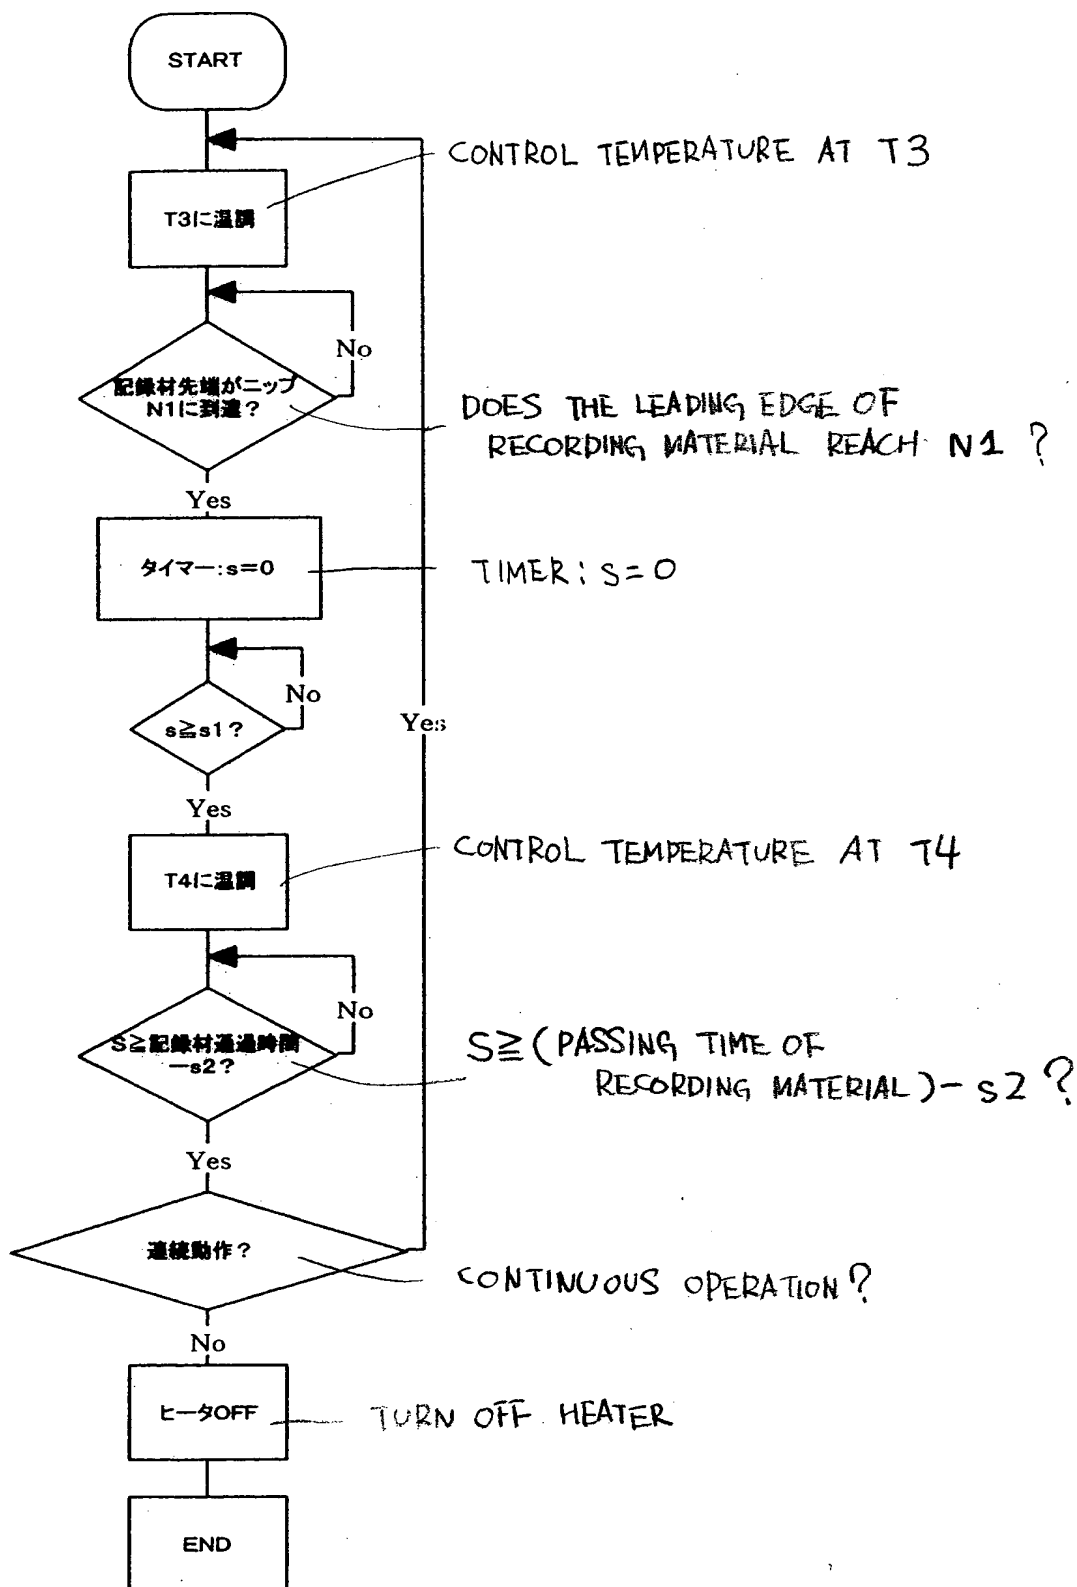 START
CONTROL TEMPERATURE AT T3
T3に温調
No
記録材先端がニップ
N1に到達?
DOES THE LEADING EDGE OF
RECORDING MATERIAL REACH N1 ?
Yes
タイマー:s=0
TIMER: S=0
No
s≧s1?
Yes
Yes
CONTROL TEMPERATURE AT T4
T4に温調
No
S≧記録材通過時間
-s2?
S≧(PASSING TIME OF
RECORDING MATERIAL)-S2?
Yes
連続動作?
CONTINUOUS OPERATION?
No
ヒータOFF
TURN OFF HEATER
END